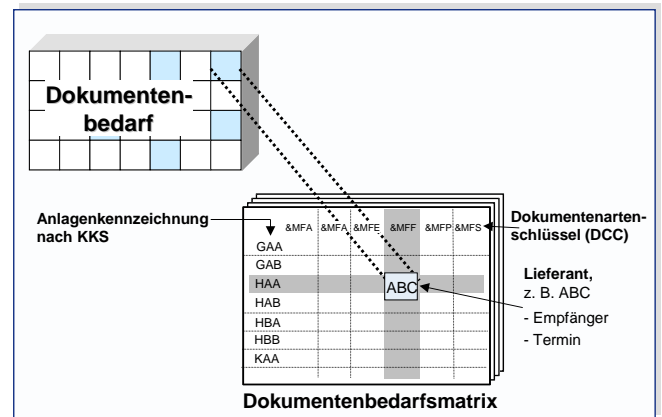 Dokumenten-
bedarf
Anlagenkennzeichnung
nach KKS
&MFA &MFA &MFE &MFF &MFP &MFS
Dokumentenarten-
schlüssel (DCC)
GAA
GAB
HAA
HAB
HBA
HBB
KAA
ABC
Lieferant,
z. B. ABC
- Empfänger
- Termin
Dokumentenbedarfsmatrix